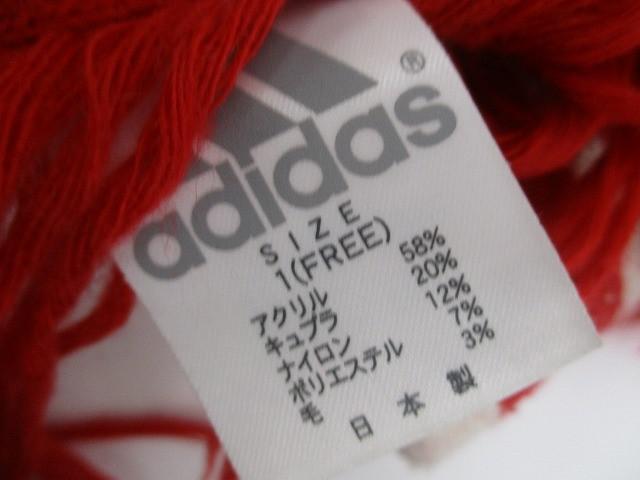 adidas®
SIZE
1(FREE)
アクリル 58%
キュプラ 20%
ナイロン 12%
ポリエステル 7%
毛 3%
日本製